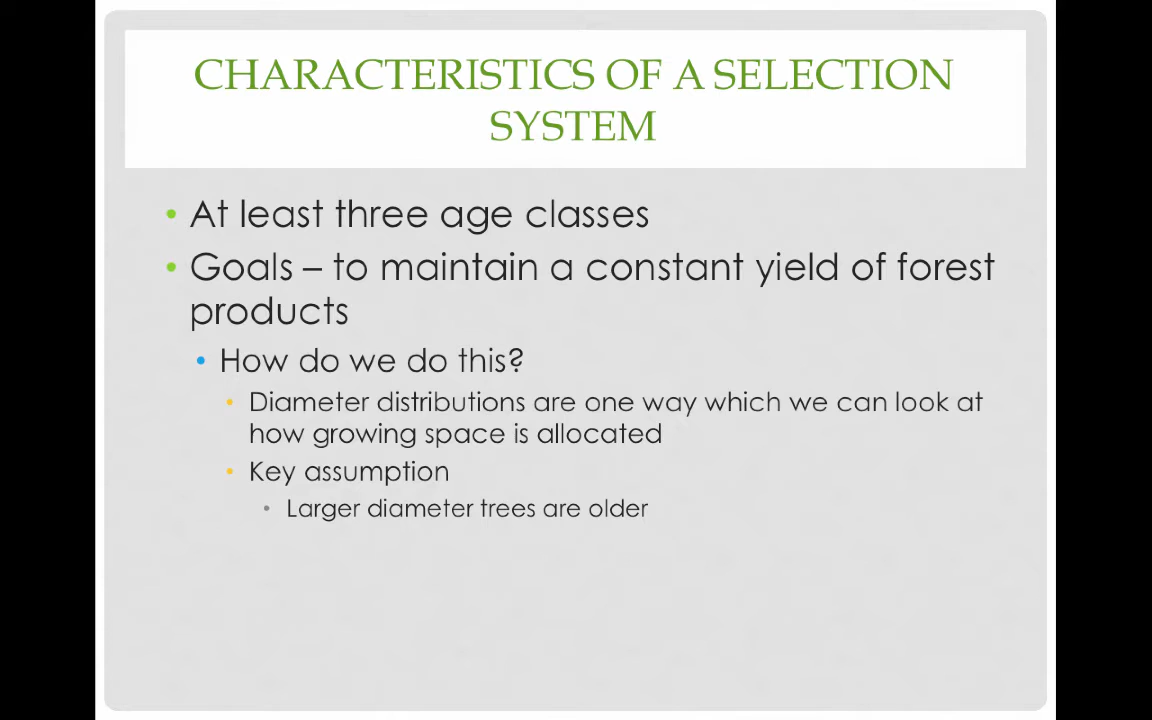 CHARACTERISTICS OF A SELECTION
SYSTEM
• At least three age classes
• Goals – to maintain a constant yield of forest
products
• How do we do this?
• Diameter distributions are one way which we can look at
how growing space is allocated
• Key assumption
• Larger diameter trees are older